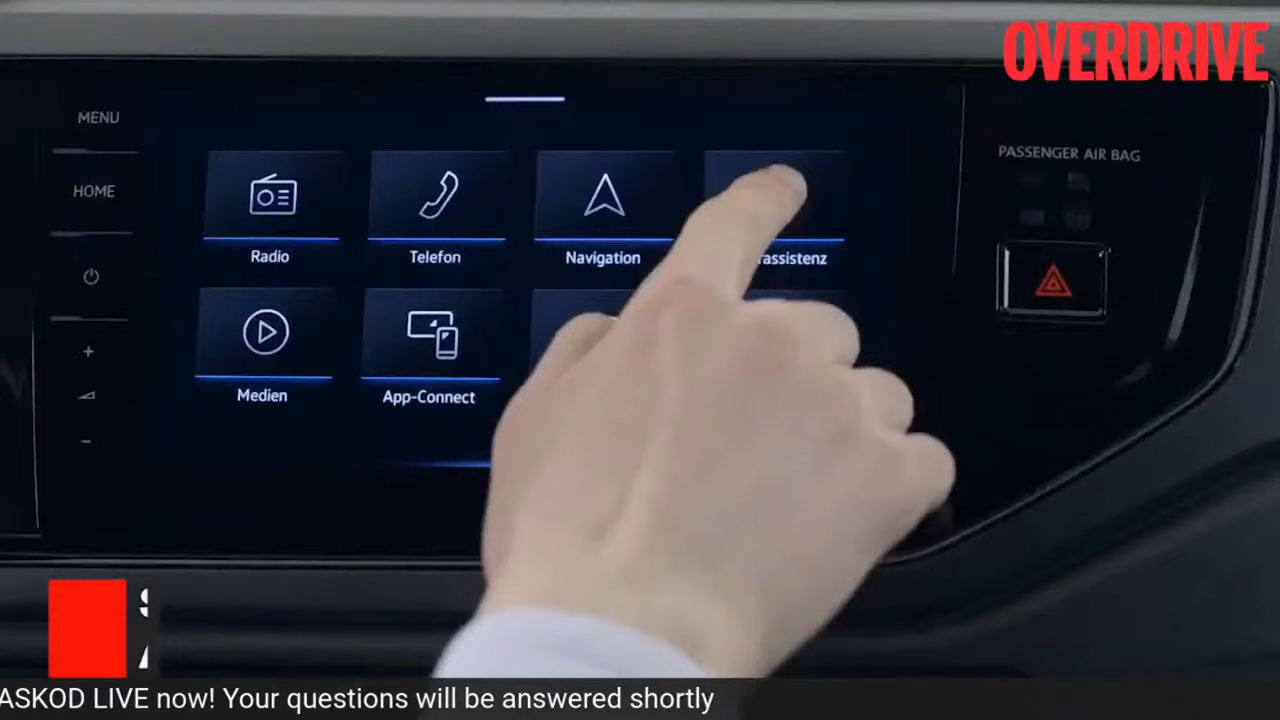 OVERDRIVE
MENU
HOME
PASSENGER AIR BAG
Radio
Telefon
Navigation
Medien
App-Connect
ASKOD LIVE now! Your questions will be answered shortly